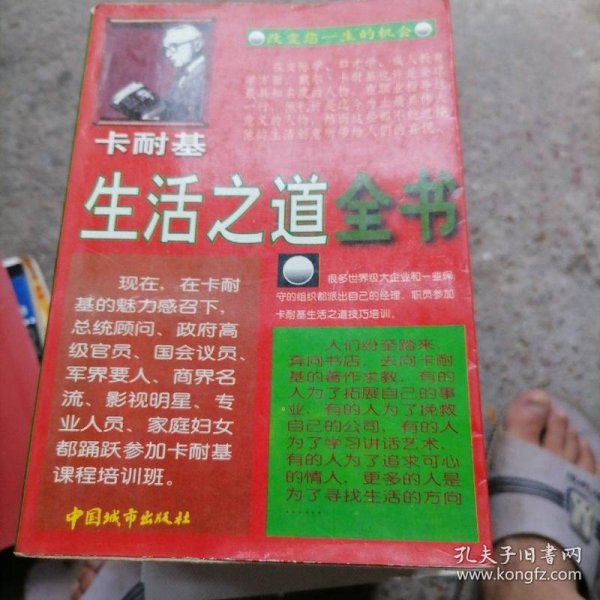 改变您一生的机会
卡耐基
生活之道全书
很多世界级大企业和一些保
守的组织都派出自己的经理、职员参加
卡耐基生活之道技巧培训。
现在，在卡耐
基的魅力感召下，
总统顾问、政府高
级官员、国会议员、
军界要人、商界名
流、影视明星、专
业人员、家庭妇女
都踊跃参加卡耐基
课程培训班。
人们纷至踏来，
奔向书店，去向卡耐
基的著作求教，有的
人为了拓展自己的事
业，有的人为了挽救
自己的公司，有的人
为了学习讲话艺术，
有的人为了追求可心
的情人，更多的人是
为了寻找生活的方向
………
中国城市出版社
孔夫子旧书网
www.kongfz.com